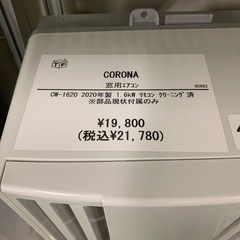 CORONA
窓用エアコン
CW-1620 2020年製 1.6kW リモコン クリーニング済
※部品現状付属のみ
¥19,800
(税込¥21,780)